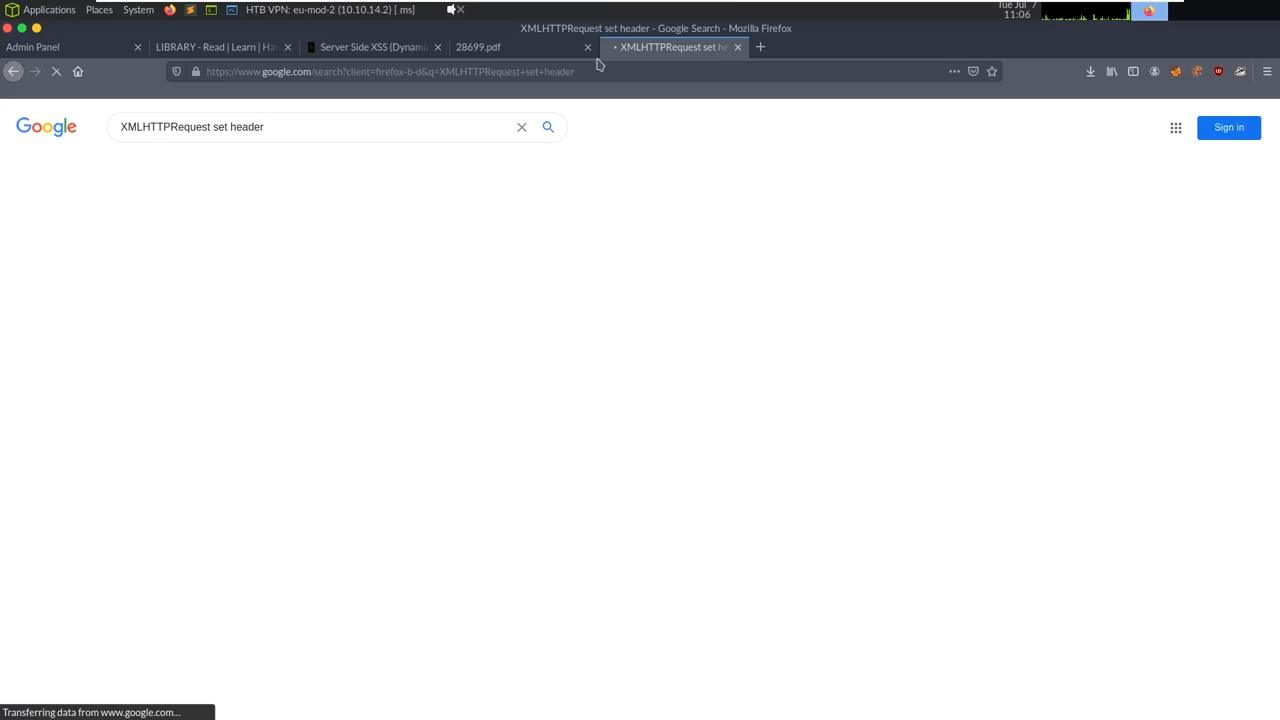 Applications Places System HTB VPN: eu-mod-2 (10.10.14.2) [ ms] Tue Jul 7
11:06
XMLHTTPRequest set header - Google Search - Mozilla Firefox
Admin Panel LIBRARY - Read | Learn | Ha Server Side XSS (Dynami 28699.pdf XMLHTTPRequest set he
https://www.google.com/search?client=firefox-b-d&q=XMLHTTPRequest+set+header
Google XMLHTTPRequest set header Sign in
Transferring data from www.google.com...